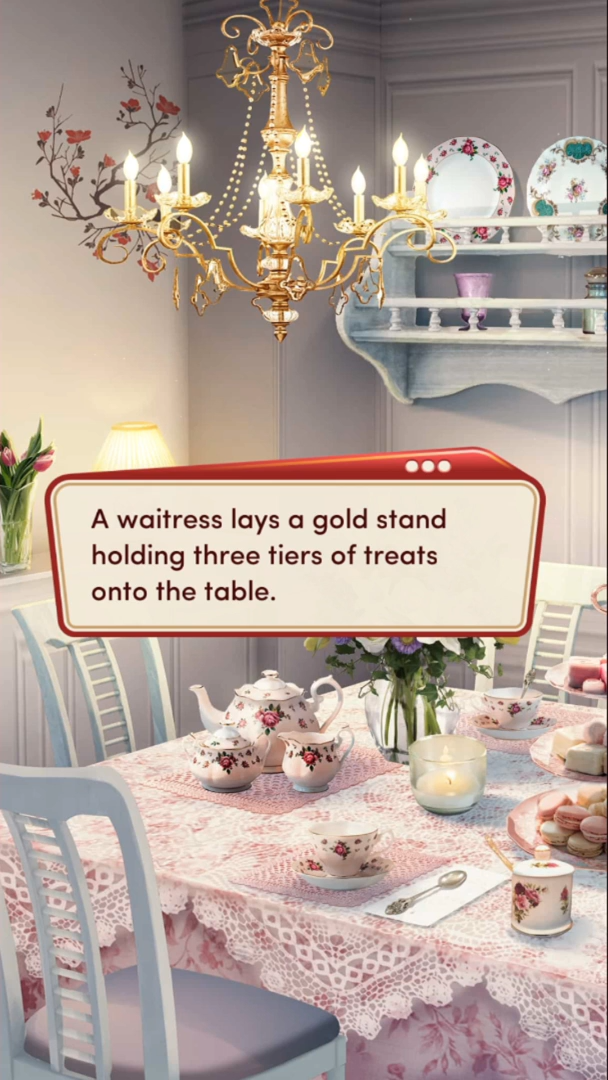 A waitress lays a gold stand
holding three tiers of treats
onto the table.